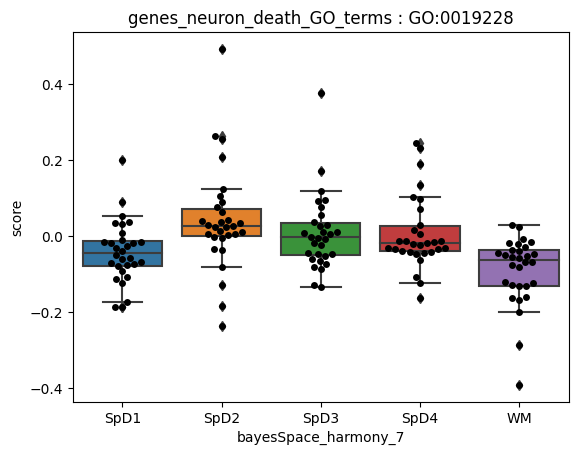 genes_neuron_death_GO_terms : GO:0019228
score
0.4
0.2
0.0
−0.2
−0.4
SpD1 SpD2 SpD3 SpD4 WM
bayesSpace_harmony_7